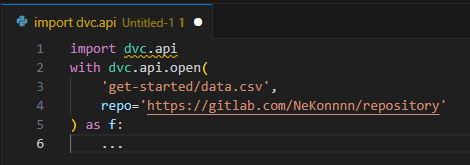 import dvc.api Untitled-1 1
1 import dvc.api
2 with dvc.api.open(
3     'get-started/data.csv',
4     repo='https://gitlab.com/NeKonnnn/repository'
5 ) as f:
6     ...